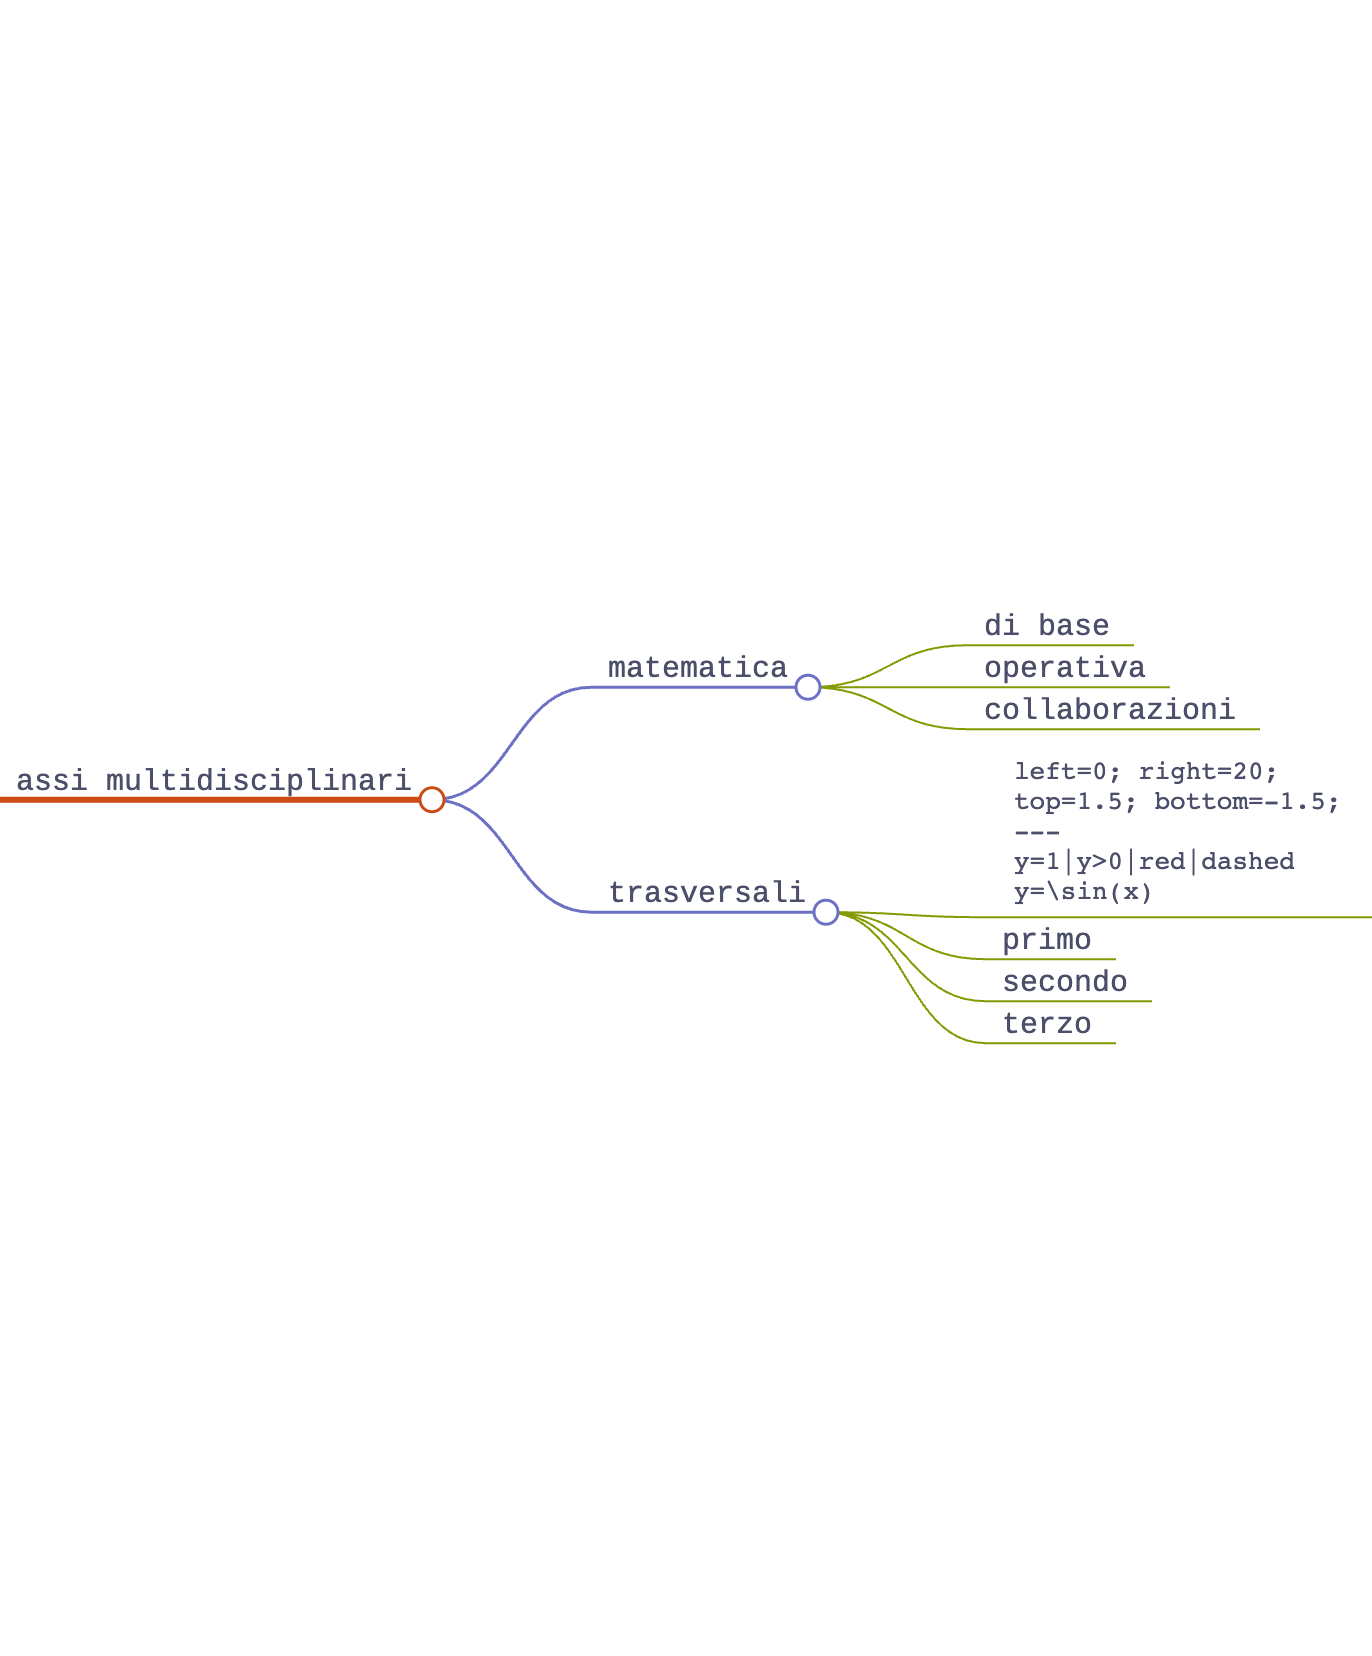 assi multidisciplinari
matematica
di base
operativa
collaborazioni
trasversali
left=0; right=20;
top=1.5; bottom=-1.5;
---
y=1|y>0|red|dashed
y=\sin(x)
primo
secondo
terzo